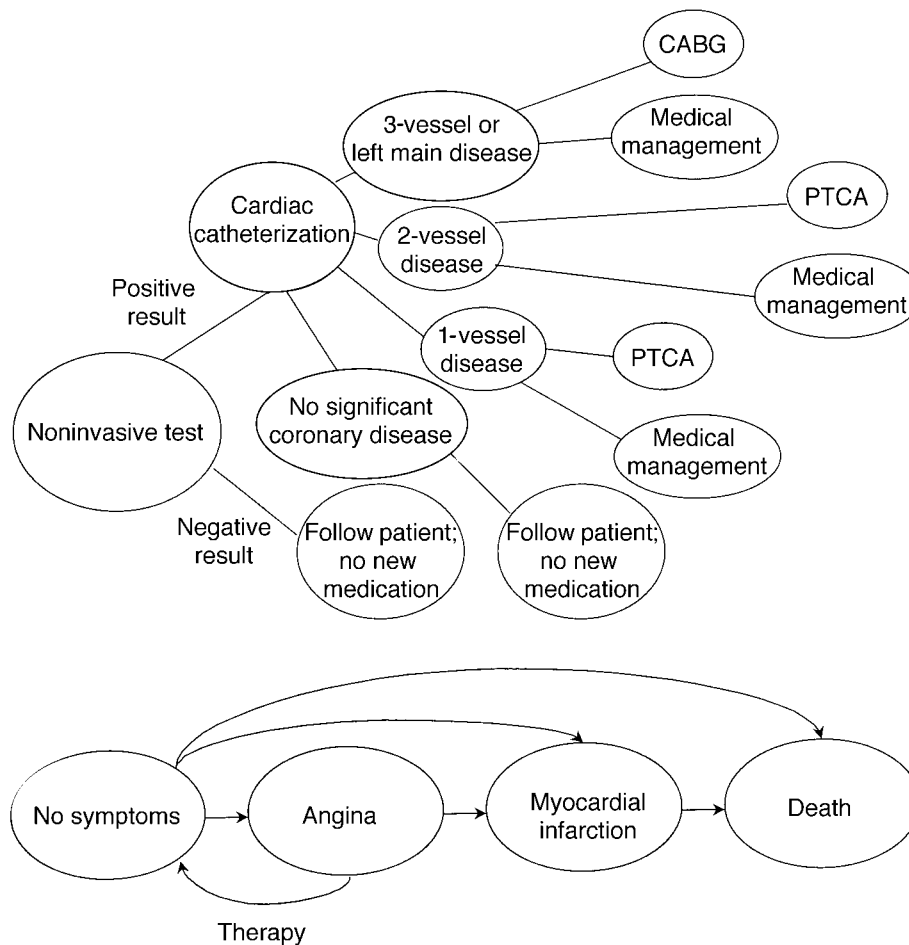 CABG
3-vessel or
left main disease
Medical
management
Cardiac
catheterization
PTCA
2-vessel
disease
Medical
management
Positive
result
1-vessel
disease
PTCA
Noninvasive test
No significant
coronary disease
Medical
management
Negative
result
Follow patient;
no new
medication
Follow patient;
no new
medication
No symptoms
Angina
Myocardial
infarction
Death
Therapy